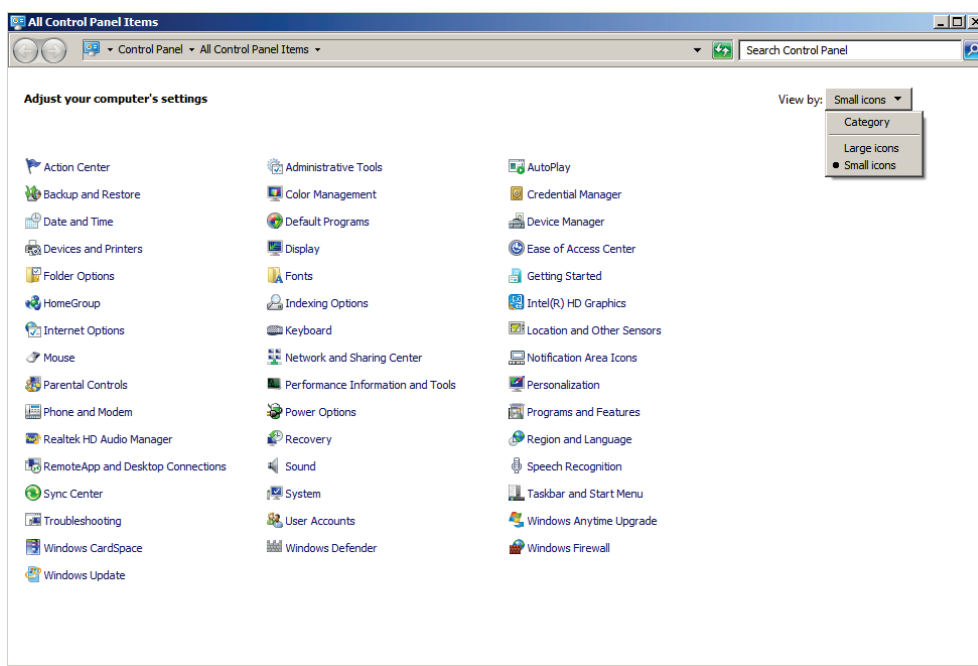 All Control Panel Items
Control Panel All Control Panel Items Search Control Panel
Adjust your computer's settings View by: Small icons
Category
Large icons
Small icons
Action Center Administrative Tools AutoPlay
Backup and Restore Color Management Credential Manager
Date and Time Default Programs Device Manager
Devices and Printers Display Ease of Access Center
Folder Options Fonts Getting Started
HomeGroup Indexing Options Intel(R) HD Graphics
Internet Options Keyboard Location and Other Sensors
Mouse Network and Sharing Center Notification Area Icons
Parental Controls Performance Information and Tools Personalization
Phone and Modem Power Options Programs and Features
Realtek HD Audio Manager Recovery Region and Language
RemoteApp and Desktop Connections Sound Speech Recognition
Sync Center System Taskbar and Start Menu
Troubleshooting User Accounts Windows Anytime Upgrade
Windows CardSpace Windows Defender Windows Firewall
Windows Update